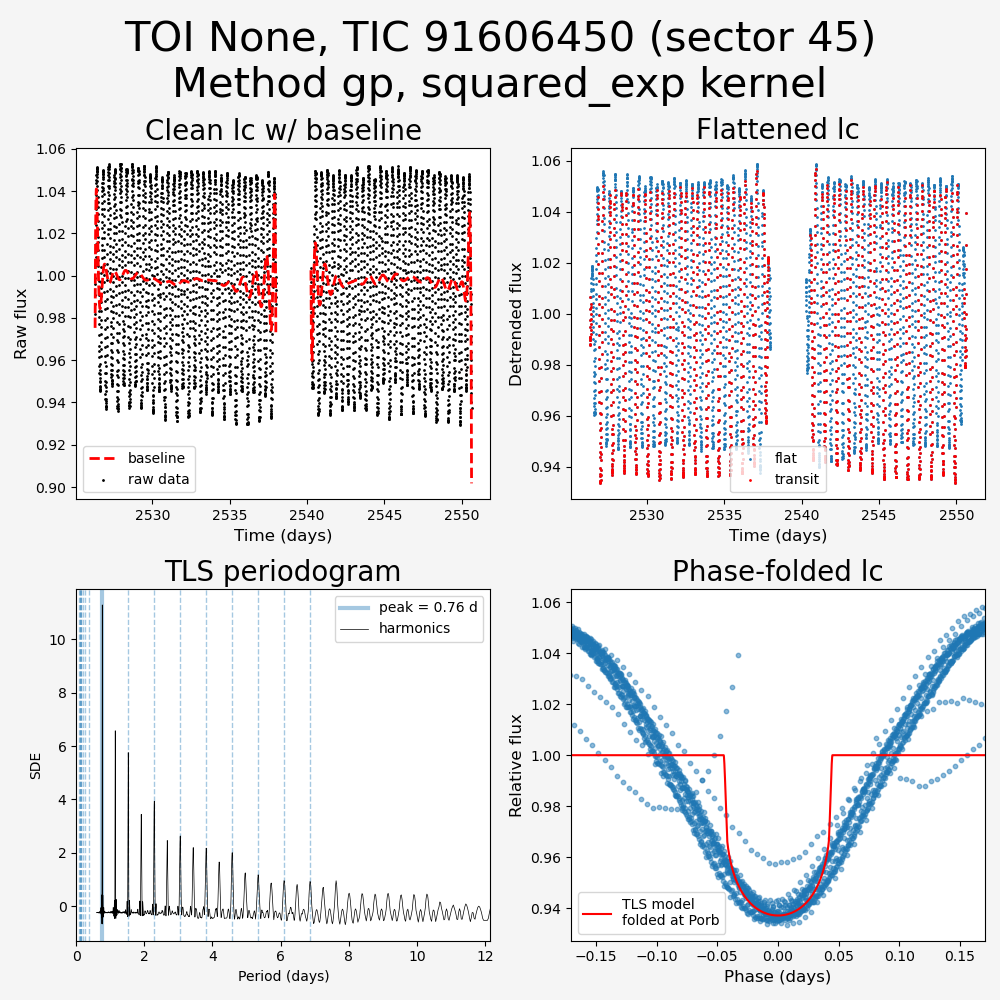 TOI None, TIC 91606450 (sector 45)
Method gp, squared_exp kernel
Clean lc w/ baseline
1.06
1.04
1.02
1.00
0.98
0.96
0.94
0.92
0.90
Raw flux
baseline
raw data
2530
2535
2540
2545
2550
Time (days)
Flattened lc
1.06
1.04
1.02
1.00
0.98
0.96
0.94
Detrended flux
flat
transit
2530
2535
2540
2545
2550
Time (days)
TLS periodogram
10
8
6
4
2
0
SDE
peak = 0.76 d
harmonics
0
2
4
6
8
10
12
Period (days)
Phase-folded lc
1.06
1.04
1.02
1.00
0.98
0.96
0.94
Relative flux
TLS model
folded at Porb
−0.15
−0.10
−0.05
0.00
0.05
0.10
0.15
Phase (days)